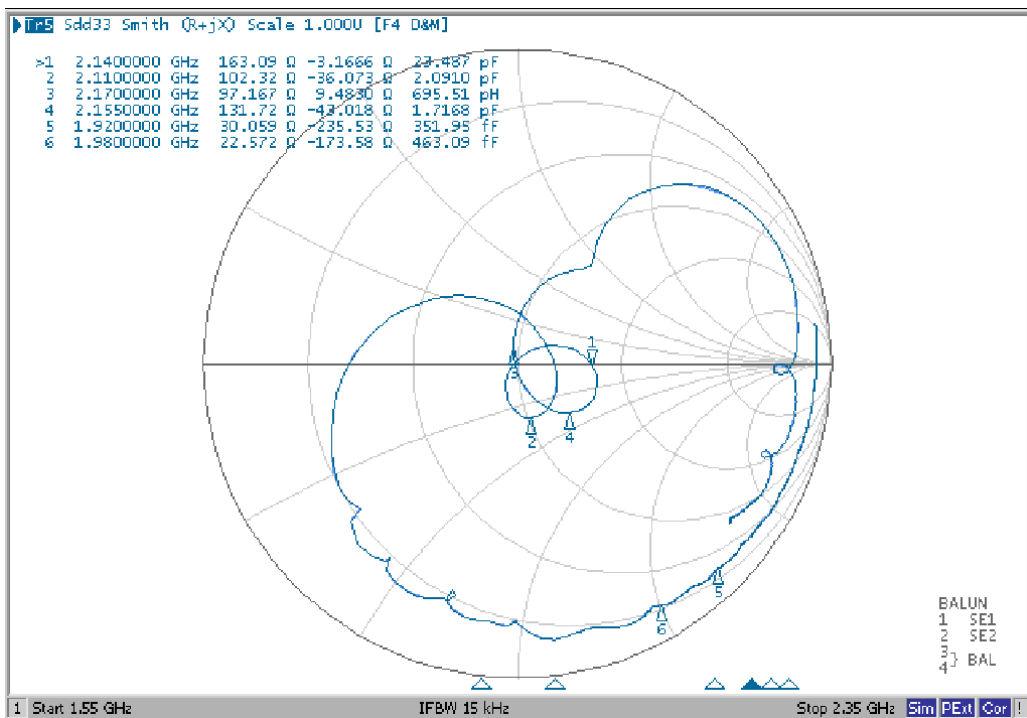 Tr5 Sdd33 Smith (R+jX) Scale 1.000U [F4 D&M]
>1 2.1400000 GHz 163.09 Ω -3.1666 Ω 23.487 pF
2 2.1100000 GHz 102.32 Ω -36.073 Ω 2.0910 pF
3 2.1700000 GHz 97.167 Ω 9.4830 Ω 695.51 pH
4 2.1550000 GHz 131.72 Ω -43.018 Ω 1.7168 pF
5 1.9200000 GHz 30.059 Ω -235.53 Ω 351.95 fF
6 1.9800000 GHz 22.572 Ω -173.58 Ω 463.09 fF
1
3
2
4
5
6
BALUN
1 SE1
2 SE2
3
4} BAL
1 Start 1.55 GHz IFBW 15 kHz Stop 2.35 GHz Sim PExt Cor !